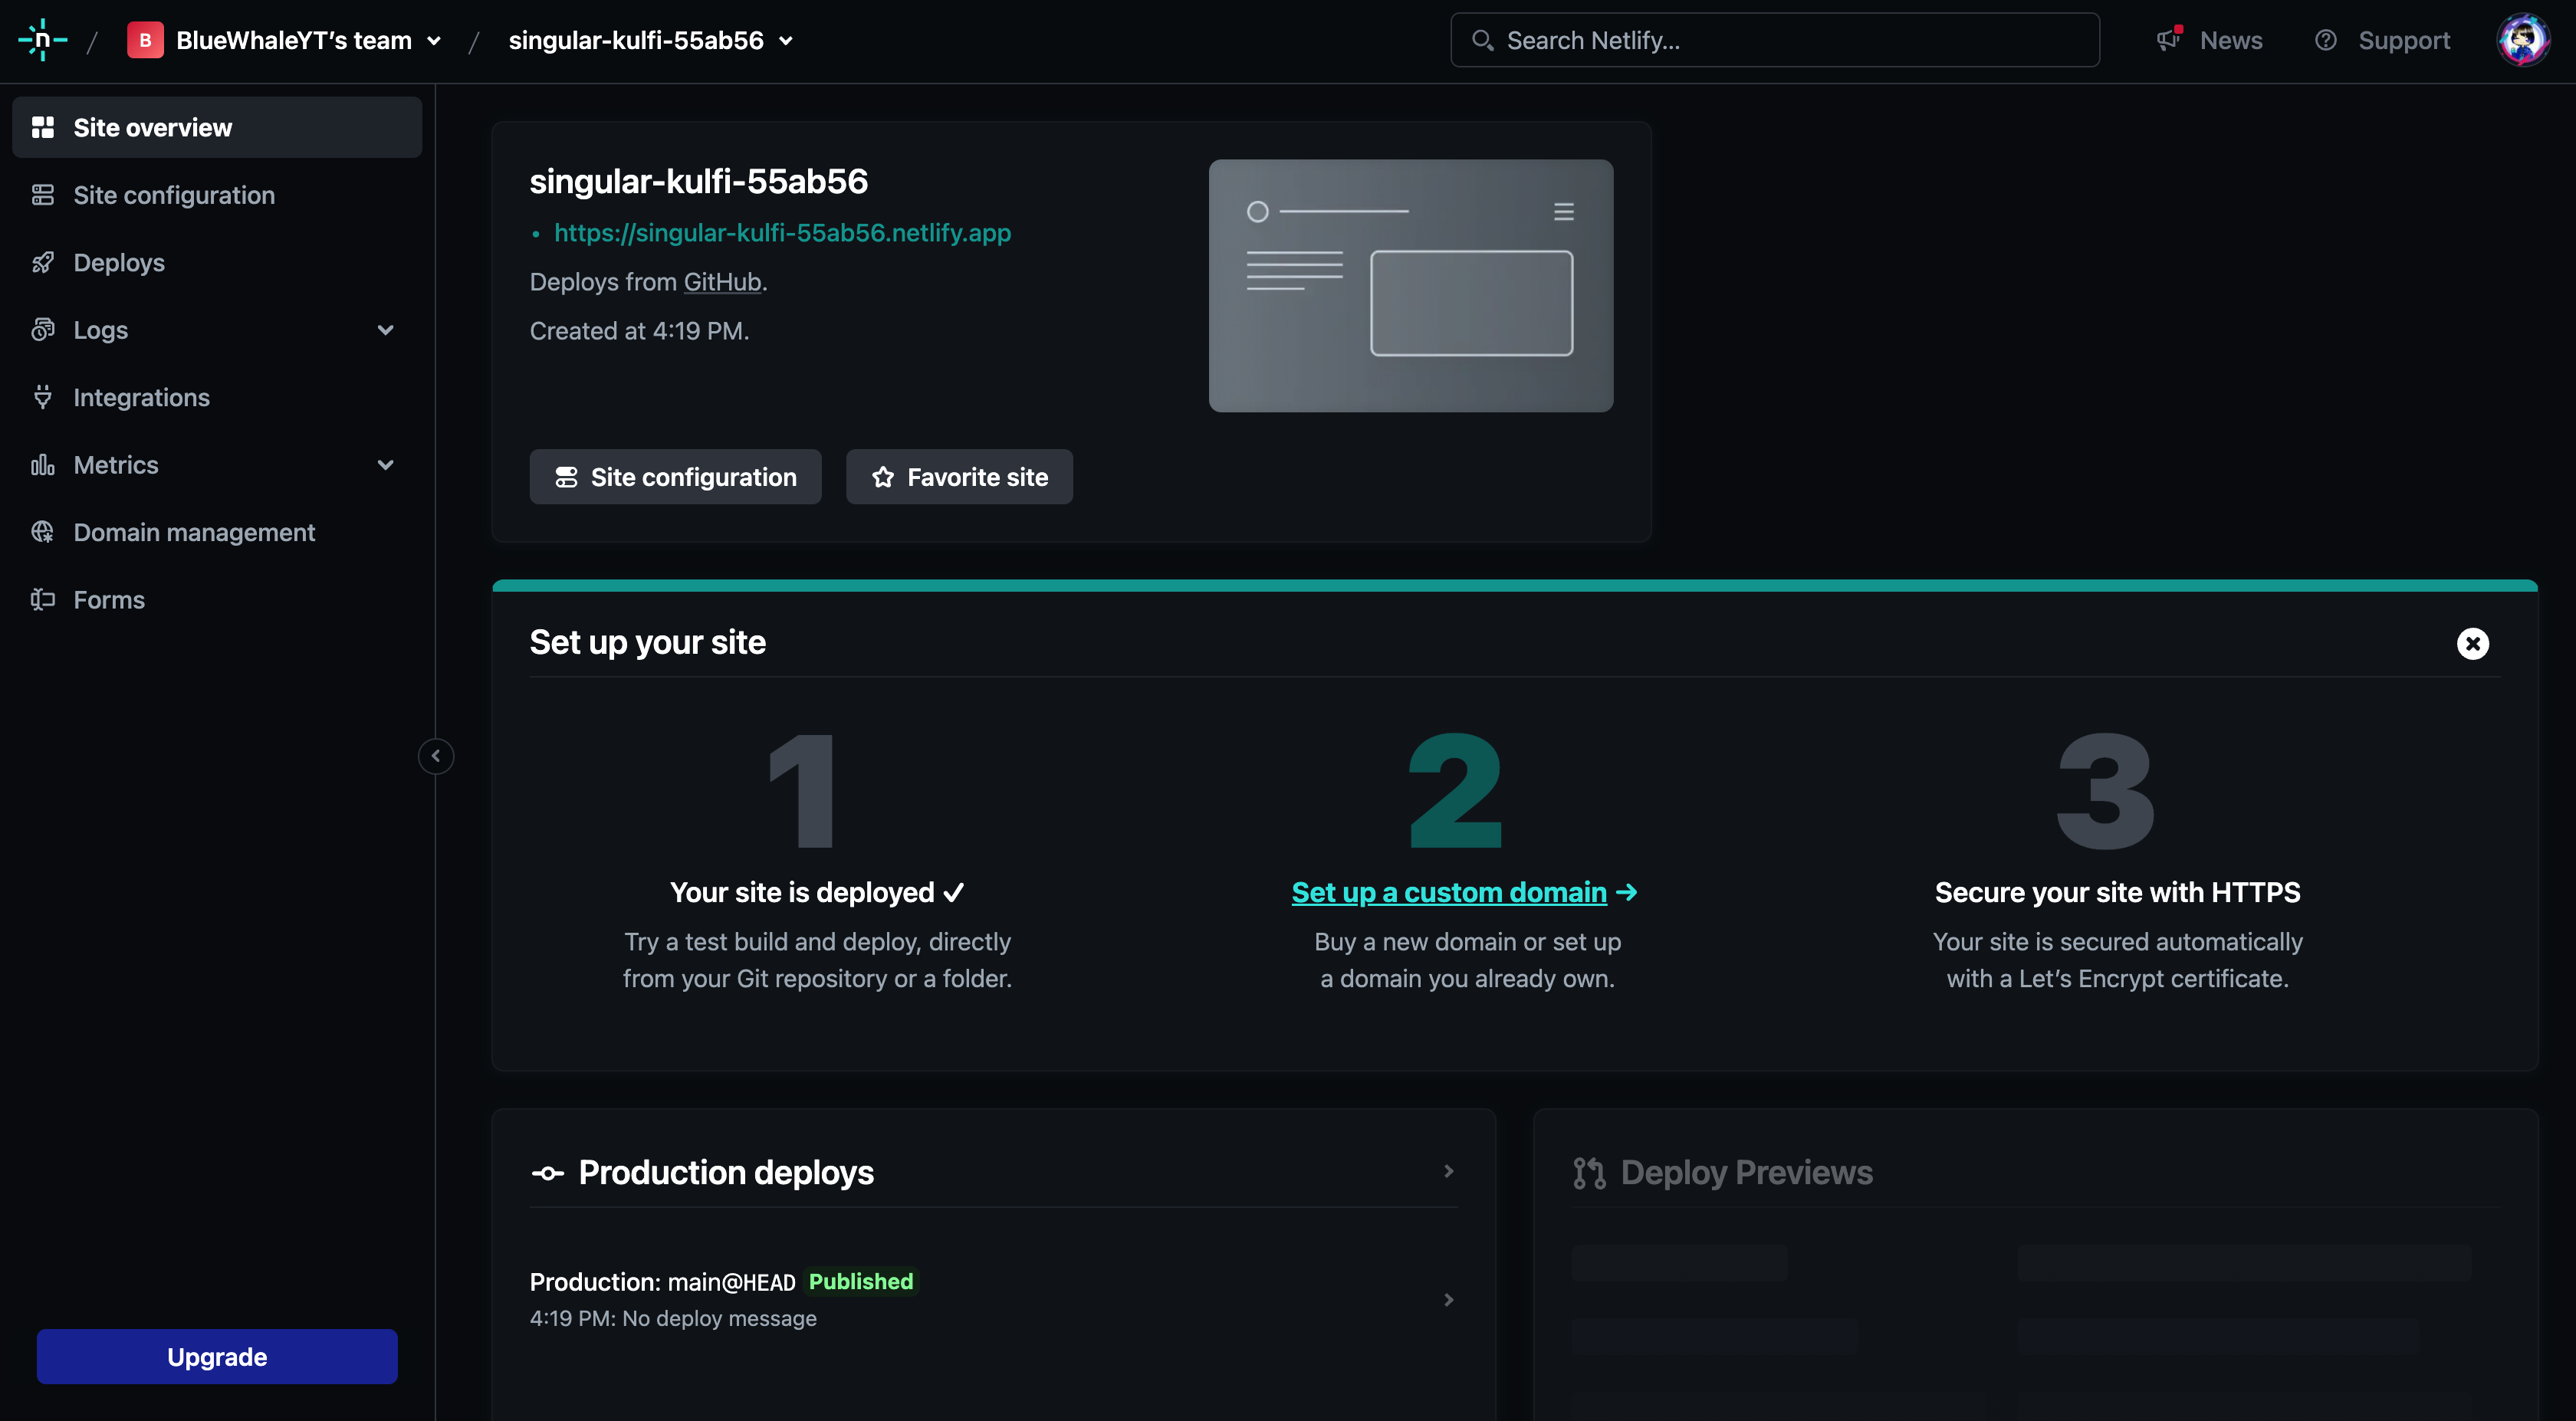 n / B BlueWhaleYT’s team / singular-kulfi-55ab56
Search Netlify...
News
Support
Site overview
Site configuration
Deploys
Logs
Integrations
Metrics
Domain management
Forms
Upgrade
singular-kulfi-55ab56
• https://singular-kulfi-55ab56.netlify.app
Deploys from GitHub.
Created at 4:19 PM.
Site configuration
Favorite site
Set up your site
1
Your site is deployed ✓
Try a test build and deploy, directly
from your Git repository or a folder.
2
Set up a custom domain →
Buy a new domain or set up
a domain you already own.
3
Secure your site with HTTPS
Your site is secured automatically
with a Let’s Encrypt certificate.
Production deploys
Production: main@HEAD Published
4:19 PM: No deploy message
Deploy Previews